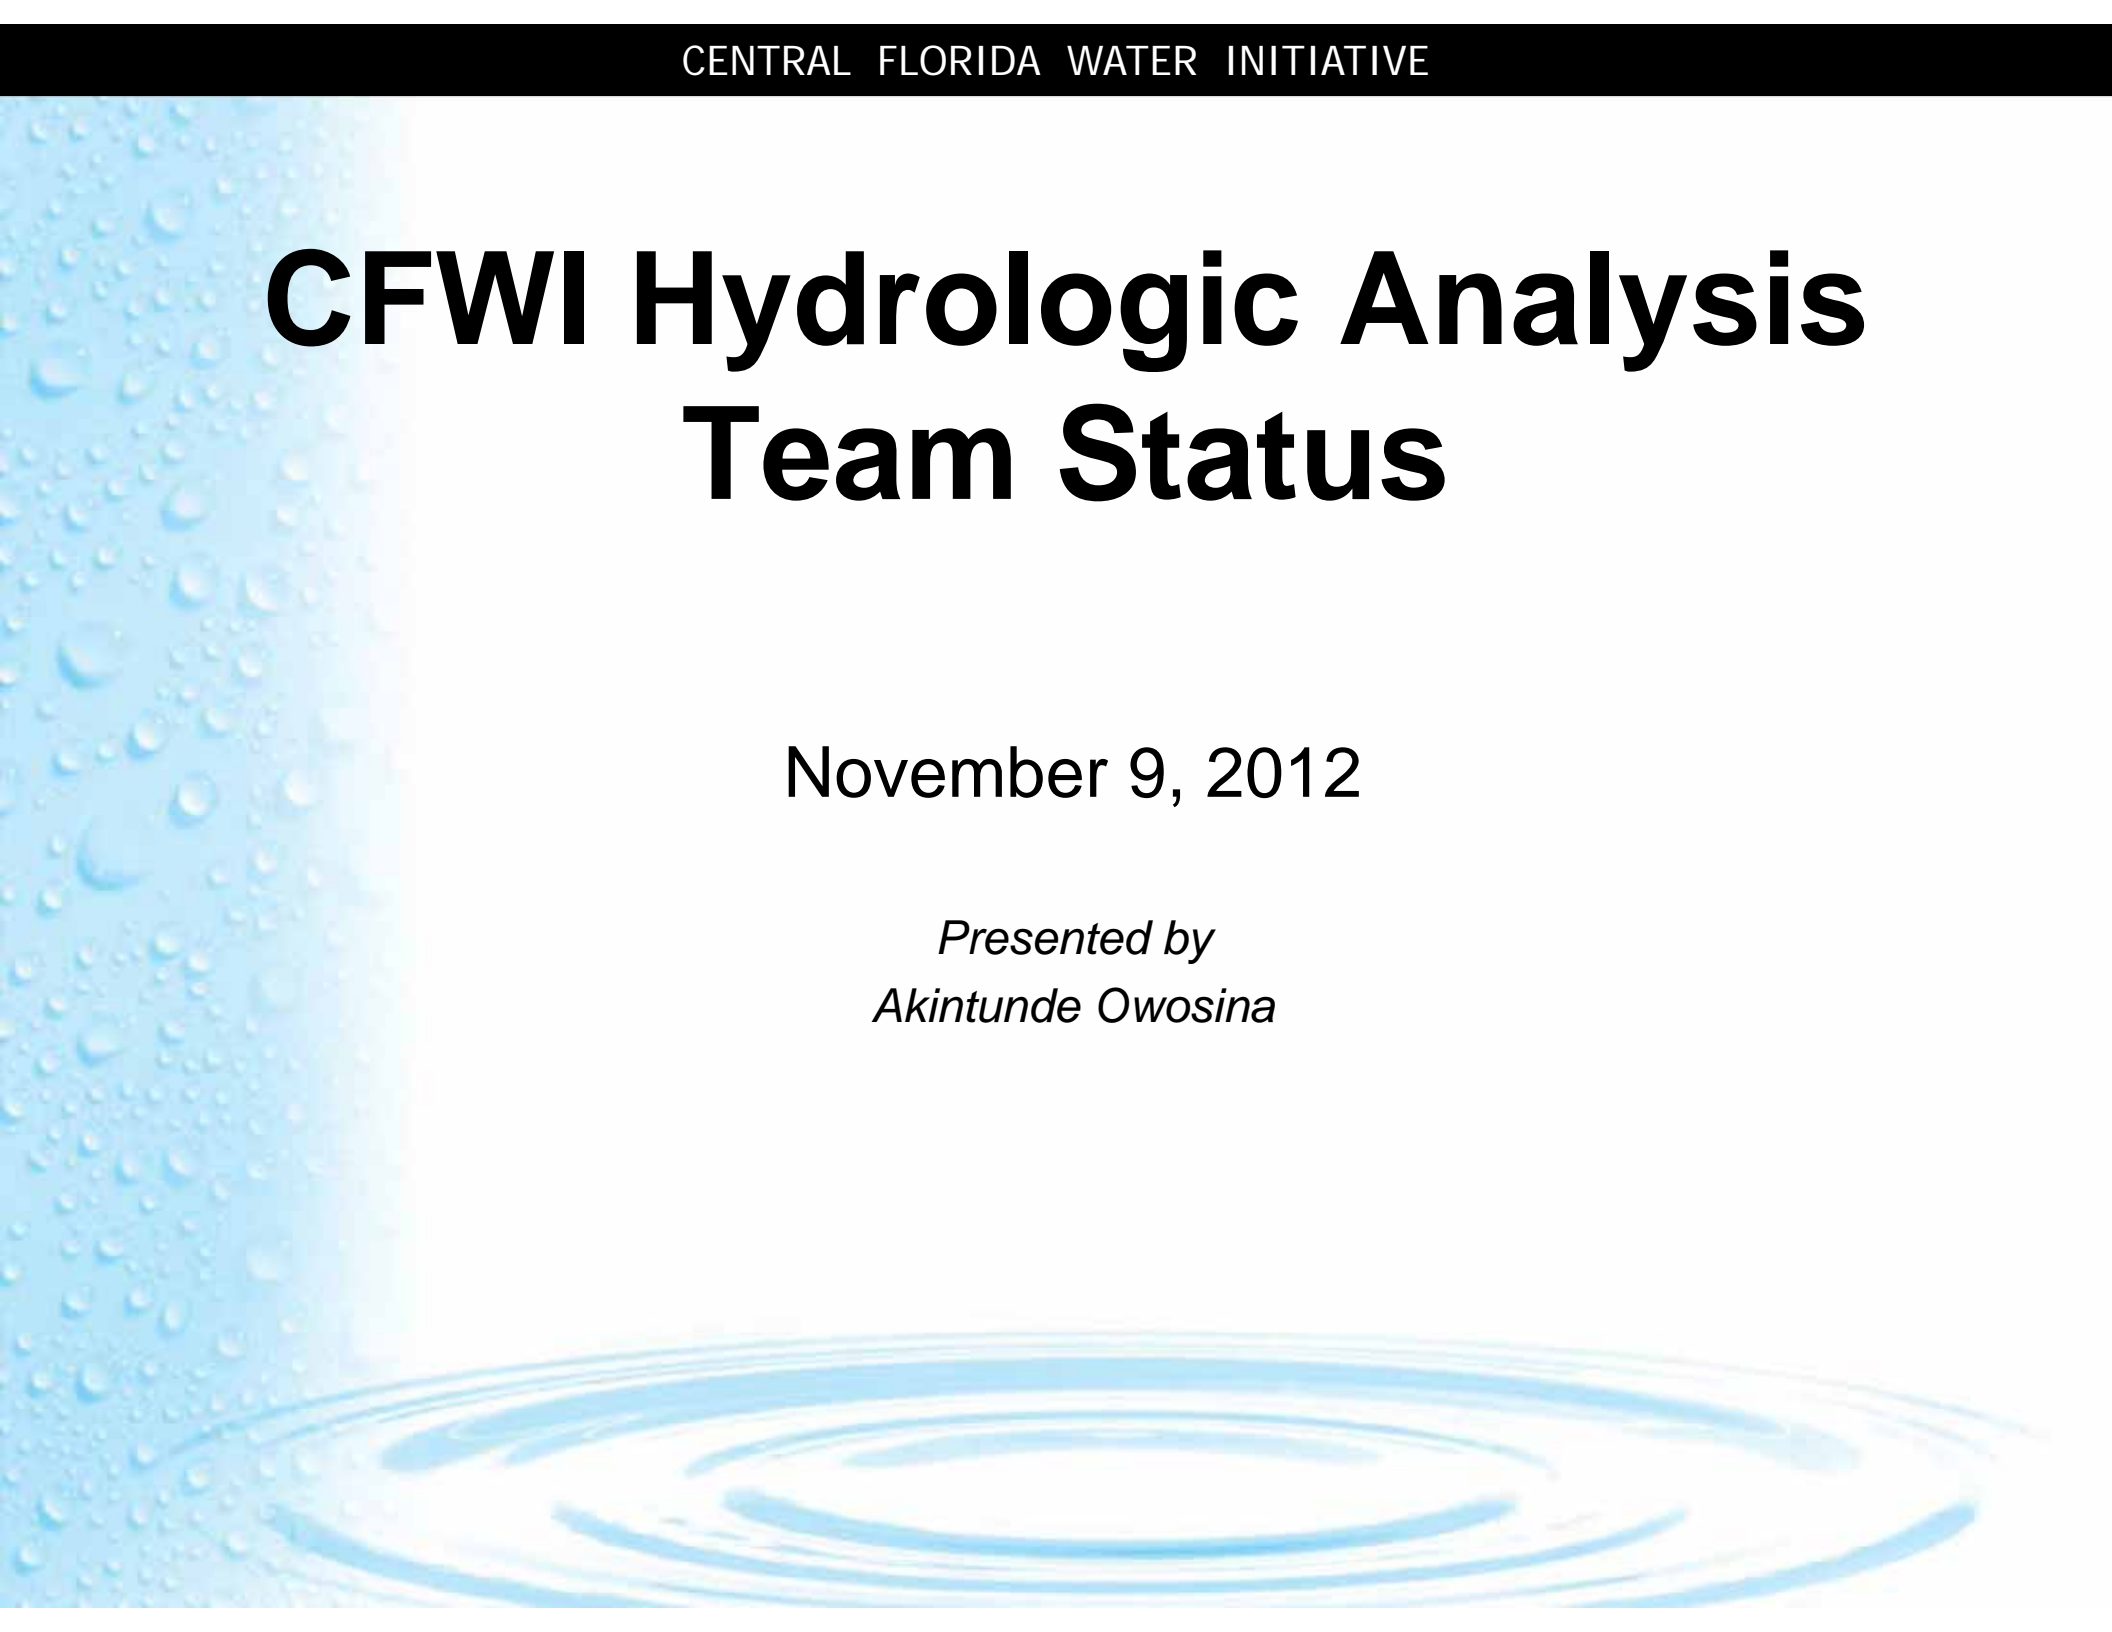 CENTRAL FLORIDA WATER INITIATIVE
CFWI Hydrologic Analysis
Team Status
November 9, 2012
Presented by
Akintunde Owosina